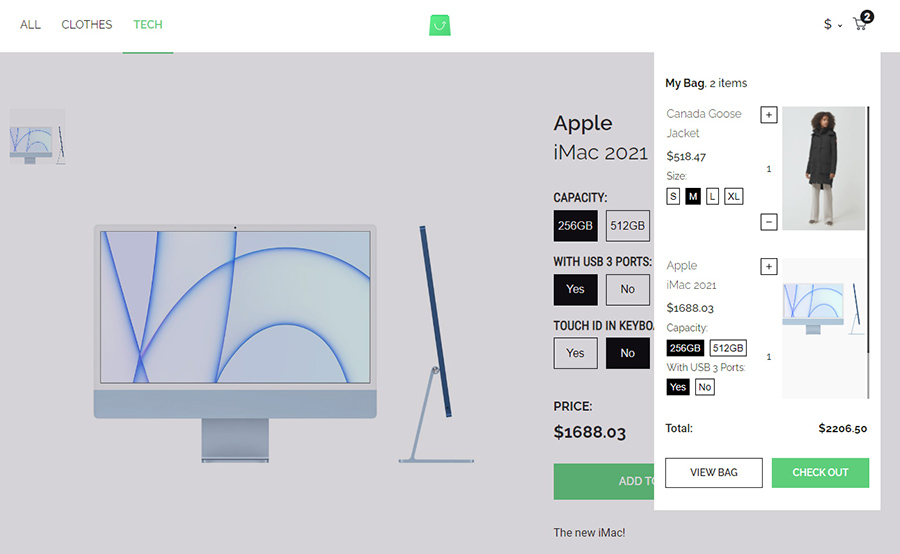 ALL CLOTHES TECH
$
2
My Bag. 2 items
Canada Goose
Jacket
$518.47
Size:
S M L XL
+
1
−
Apple
iMac 2021
$1688.03
Capacity:
256GB 512GB
With USB 3 Ports:
Yes No
+
1
Total: $2206.50
VIEW BAG CHECK OUT
Apple
iMac 2021
CAPACITY:
256GB 512GB
WITH USB 3 PORTS:
Yes No
TOUCH ID IN KEYBO
Yes No
PRICE:
$1688.03
ADD TO
The new iMac!